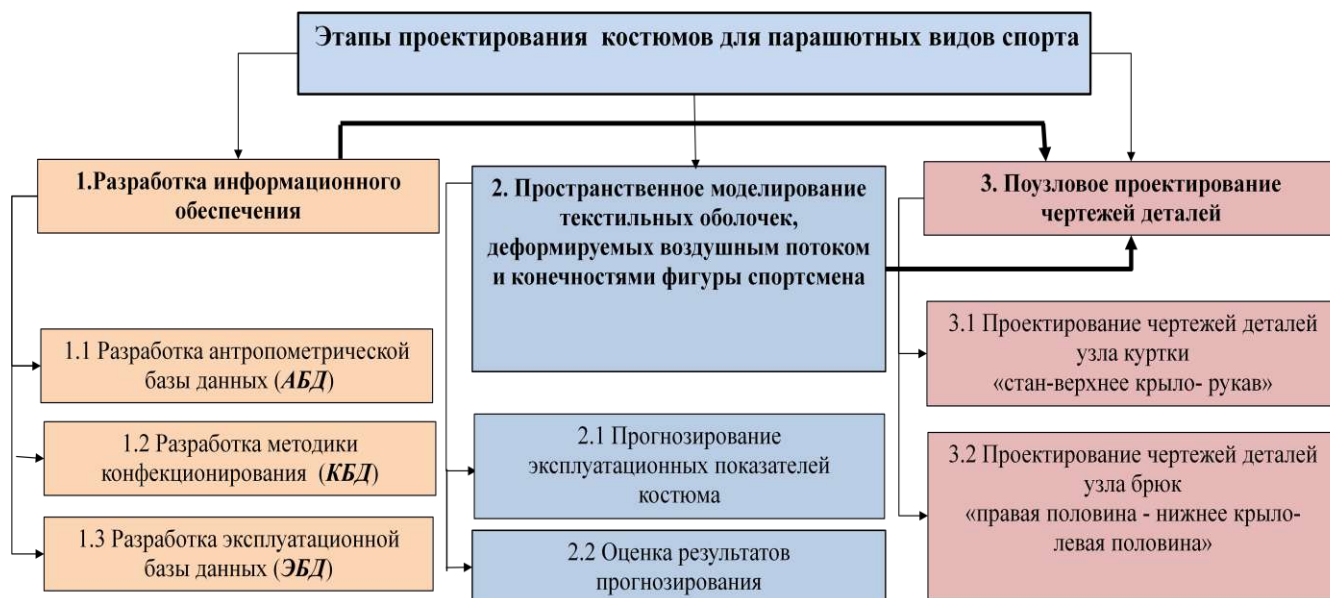 Этапы проектирования костюмов для парашютных видов спорта
1.Разработка информационного
обеспечения
1.1 Разработка антропометрической
базы данных (АБД)
1.2 Разработка методики
конфекционирования (КБД)
1.3 Разработка эксплуатационной
базы данных (ЭБД)
2. Пространственное моделирование
текстильных оболочек,
деформируемых воздушным потоком
и конечностями фигуры спортсмена
2.1 Прогнозирование
эксплуатационных показателей
костюма
2.2 Оценка результатов
прогнозирования
3. Поузловое проектирование
чертежей деталей
3.1 Проектирование чертежей деталей
узла куртки
«стан-верхнее крыло- рукав»
3.2 Проектирование чертежей деталей
узла брюк
«правая половина - нижнее крыло-
левая половина»